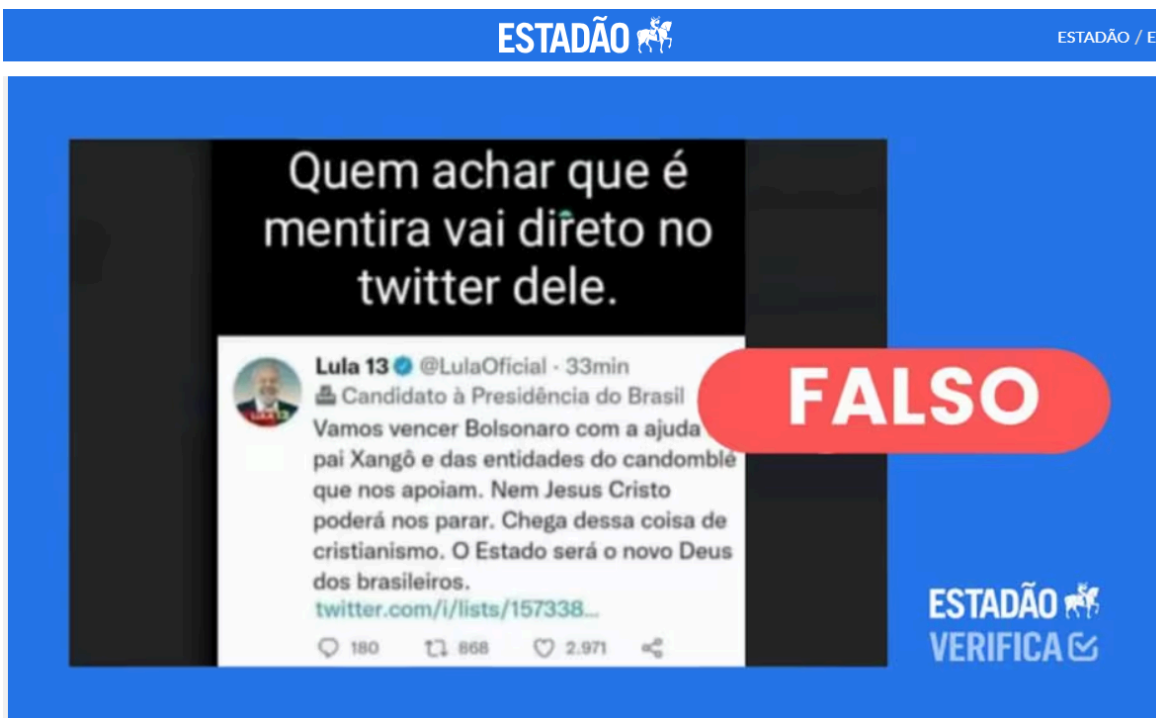 ESTADÃO
ESTADÃO / E
Quem achar que é
mentira vai direto no
twitter dele.
Lula 13 @LulaOficial · 33min
Candidato à Presidência do Brasil
Vamos vencer Bolsonaro com a ajuda
pai Xangô e das entidades do candomblé
que nos apoiam. Nem Jesus Cristo
poderá nos parar. Chega dessa coisa de
cristianismo. O Estado será o novo Deus
dos brasileiros.
twitter.com/i/lists/157338...
180 868 2.971
FALSO
ESTADÃO
VERIFICA